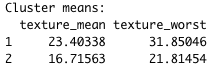 Cluster means:
  texture_mean texture_worst
1     23.40338      31.85046
2     16.71563      21.81454